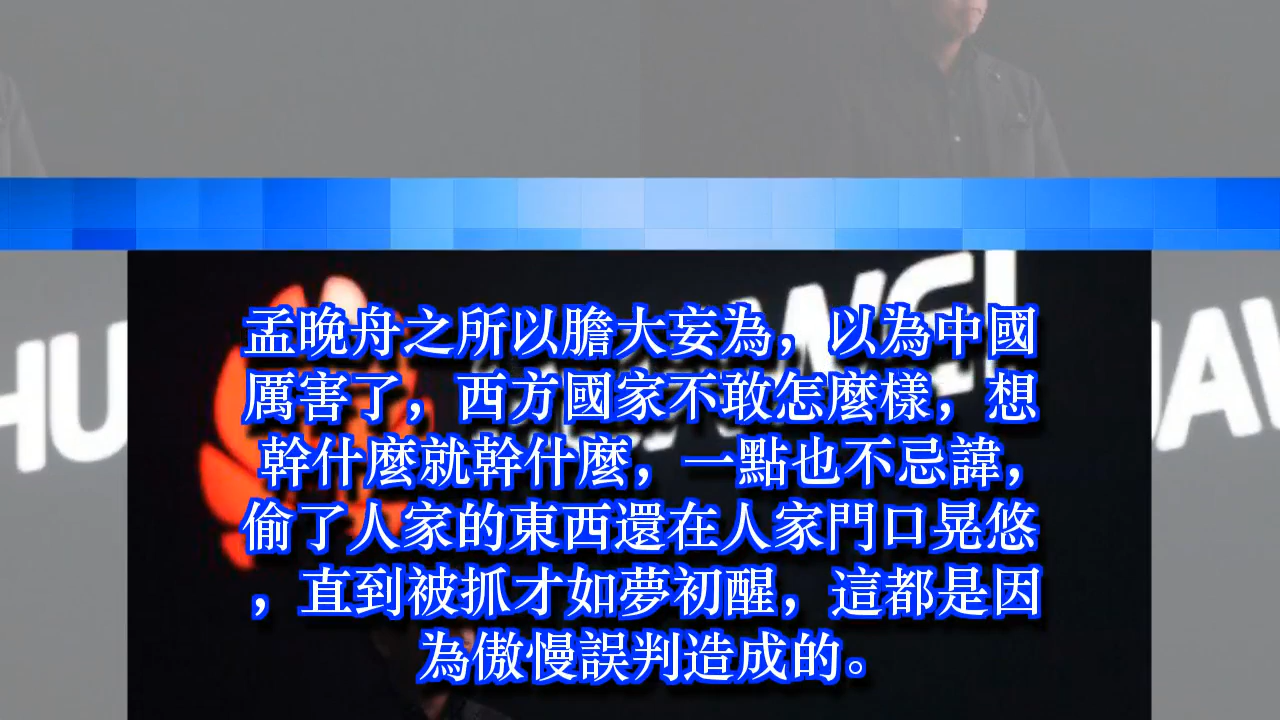 孟晚舟之所以膽大妄為，以為中國
厲害了，西方國家不敢怎麼樣，想
幹什麼就幹什麼，一點也不忌諱，
偷了人家的東西還在人家門口晃悠
，直到被抓才如夢初醒，這都是因
為傲慢誤判造成的。
HU
AWEI
AW